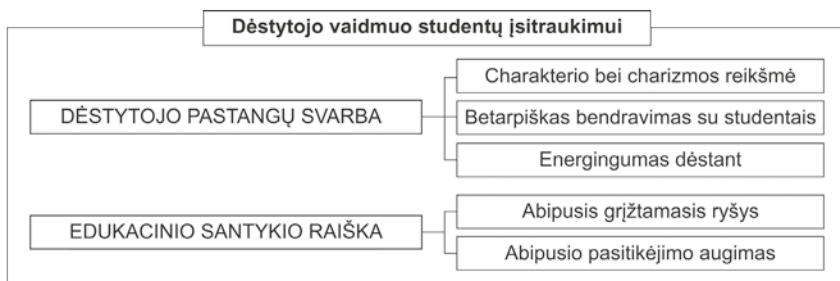 Dėstytojo vaidmuo studentų įsitraukimui
DĖSTYTOJO PASTANGŲ SVARBA
Charakterio bei charizmos reikšmė
Betarpiškas bendravimas su studentais
Energingumas dėstant
EDUKACINIO SANTYKIO RAIŠKA
Abipusis grįžtamasis ryšys
Abipusio pasitikėjimo augimas